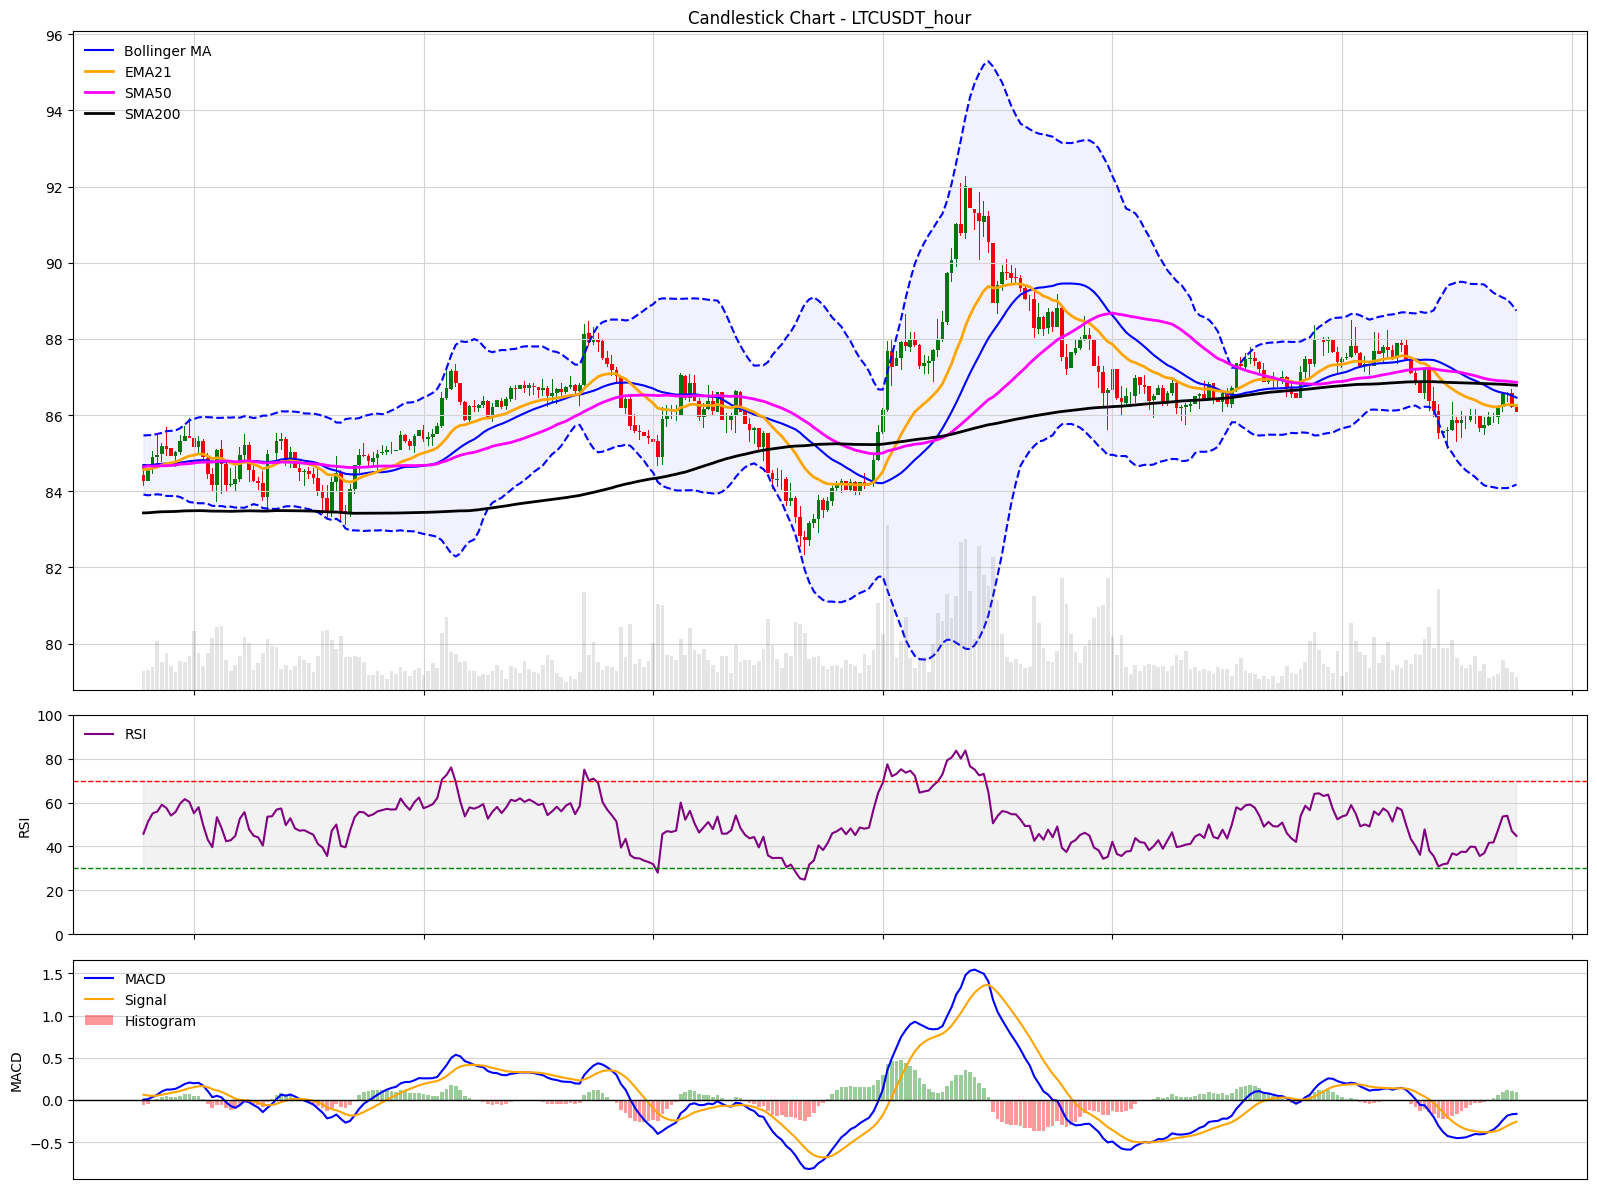 Candlestick Chart - LTCUSDT_hour
96
94
92
90
88
86
84
82
80
Bollinger MA
EMA21
SMA50
SMA200
100
80
60
40
20
0
RSI
RSI
1.5
1.0
0.5
0.0
−0.5
MACD
MACD
Signal
Histogram